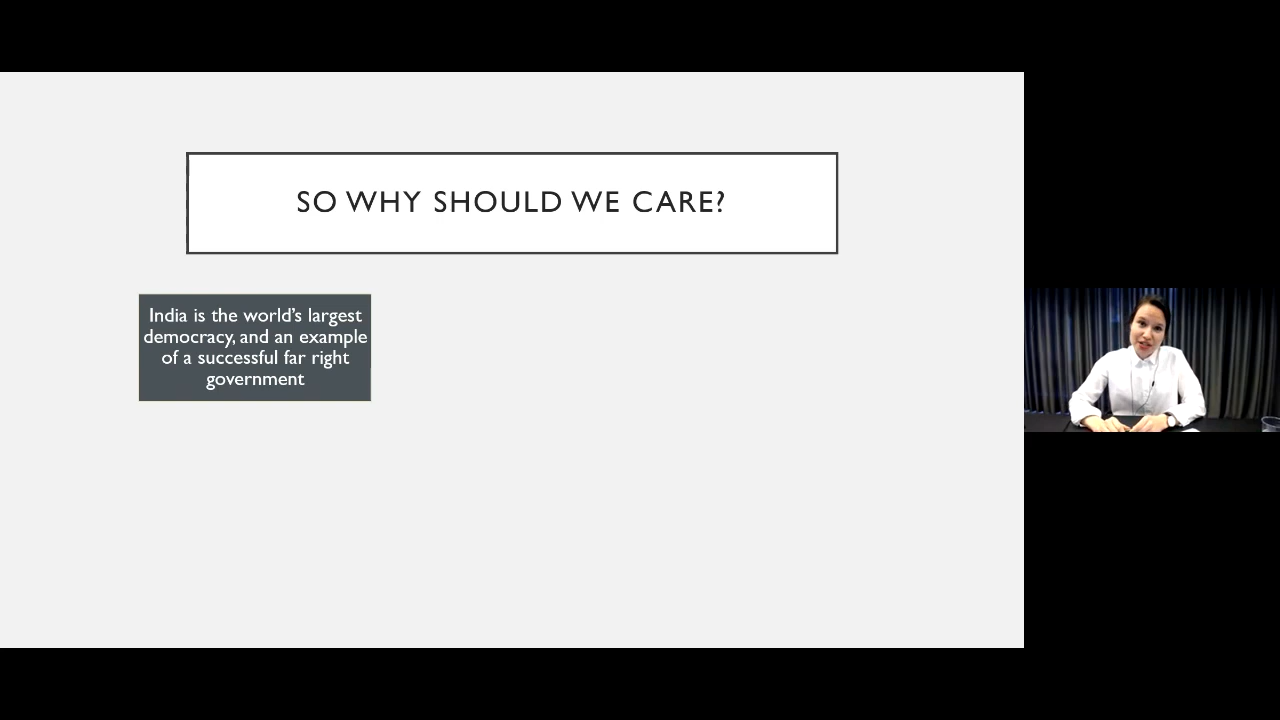 SO WHY SHOULD WE CARE?
India is the world's largest
democracy, and an example
of a successful far right
government